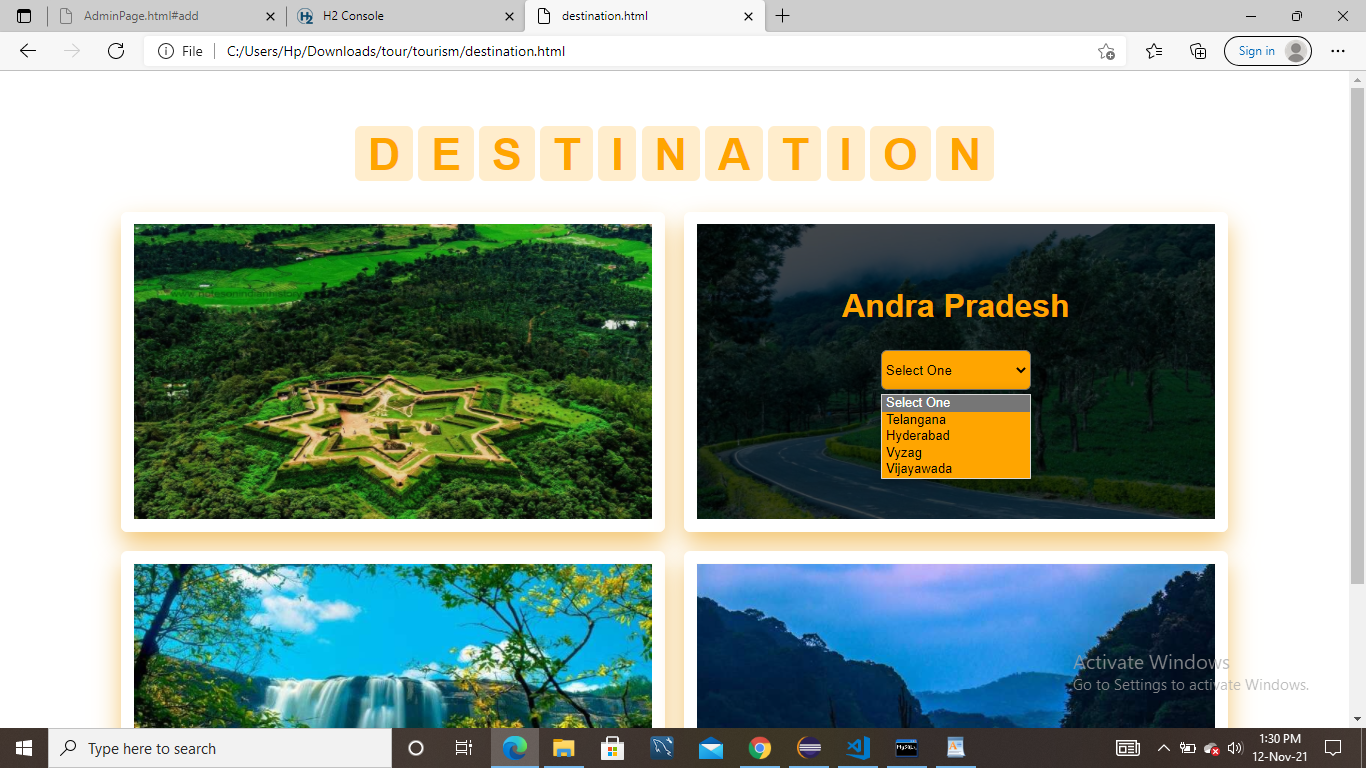 AdminPage.html#add
H2 Console
destination.html
File
C:/Users/Hp/Downloads/tour/tourism/destination.html
Sign in
DESTINATION
Andra Pradesh
Select One
Select One
Telangana
Hyderabad
Vyzag
Vijayawada
Activate Windows
Go to Settings to activate Windows.
Type here to search
1:30 PM
12-Nov-21